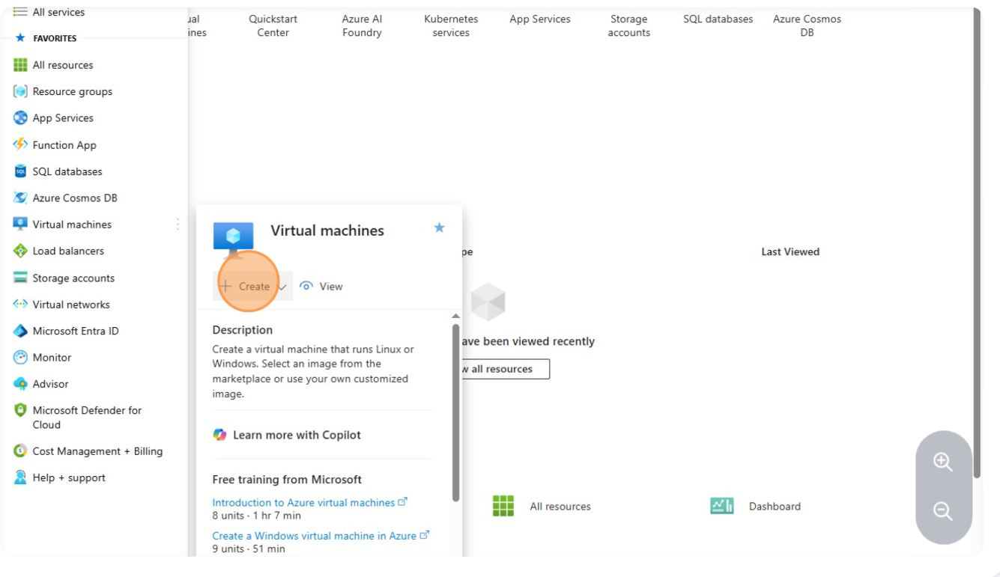 All services
FAVORITES
All resources
Resource groups
App Services
Function App
SQL databases
Azure Cosmos DB
Virtual machines
Load balancers
Storage accounts
Virtual networks
Microsoft Entra ID
Monitor
Advisor
Microsoft Defender for
Cloud
Cost Management + Billing
Help + support
Quickstart
Center
Azure AI
Foundry
Kubernetes
services
App Services
Storage
accounts
SQL databases
Azure Cosmos
DB
Virtual machines
+ Create
View
Description
Create a virtual machine that runs Linux or
Windows. Select an image from the
marketplace or use your own customized
image.
Learn more with Copilot
Free training from Microsoft
Introduction to Azure virtual machines
8 units · 1 hr 7 min
Create a Windows virtual machine in Azure
9 units · 51 min
Last Viewed
been viewed recently
all resources
All resources
Dashboard